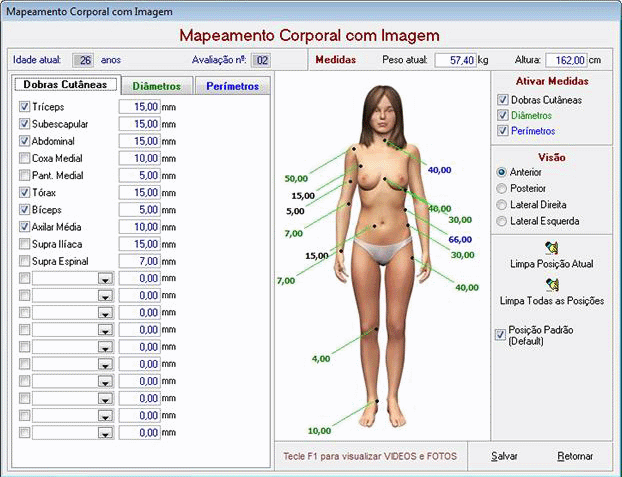 Mapeamento Corporal com Imagem
Mapeamento Corporal com Imagem
Idade atual: 26 anos Avaliação nº: 02 Medidas Peso atual: 57,40 kg Altura: 162,00 cm
Dobras Cutâneas Diâmetros Perímetros
Tríceps 15,00 mm
Subescapular 15,00 mm
Abdominal 15,00 mm
Coxa Medial 10,00 mm
Pant. Medial 5,00 mm
Tórax 15,00 mm
Bíceps 5,00 mm
Axilar Média 10,00 mm
Supra Ilíaca 15,00 mm
Supra Espinal 7,00 mm
0,00 mm
0,00 mm
0,00 mm
0,00 mm
0,00 mm
0,00 mm
0,00 mm
0,00 mm
0,00 mm
0,00 mm
40,00
50,00
15,00
5,00
40,00
30,00
7,00
66,00
15,00
30,00
7,00
40,00
4,00
10,00
Tecle F1 para visualizar VIDEOS e FOTOS
Ativar Medidas
Dobras Cutâneas
Diâmetros
Perímetros
Visão
Anterior
Posterior
Lateral Direita
Lateral Esquerda
Limpa Posição Atual
Limpa Todas as Posições
Posição Padrão
(Default)
Salvar Retornar